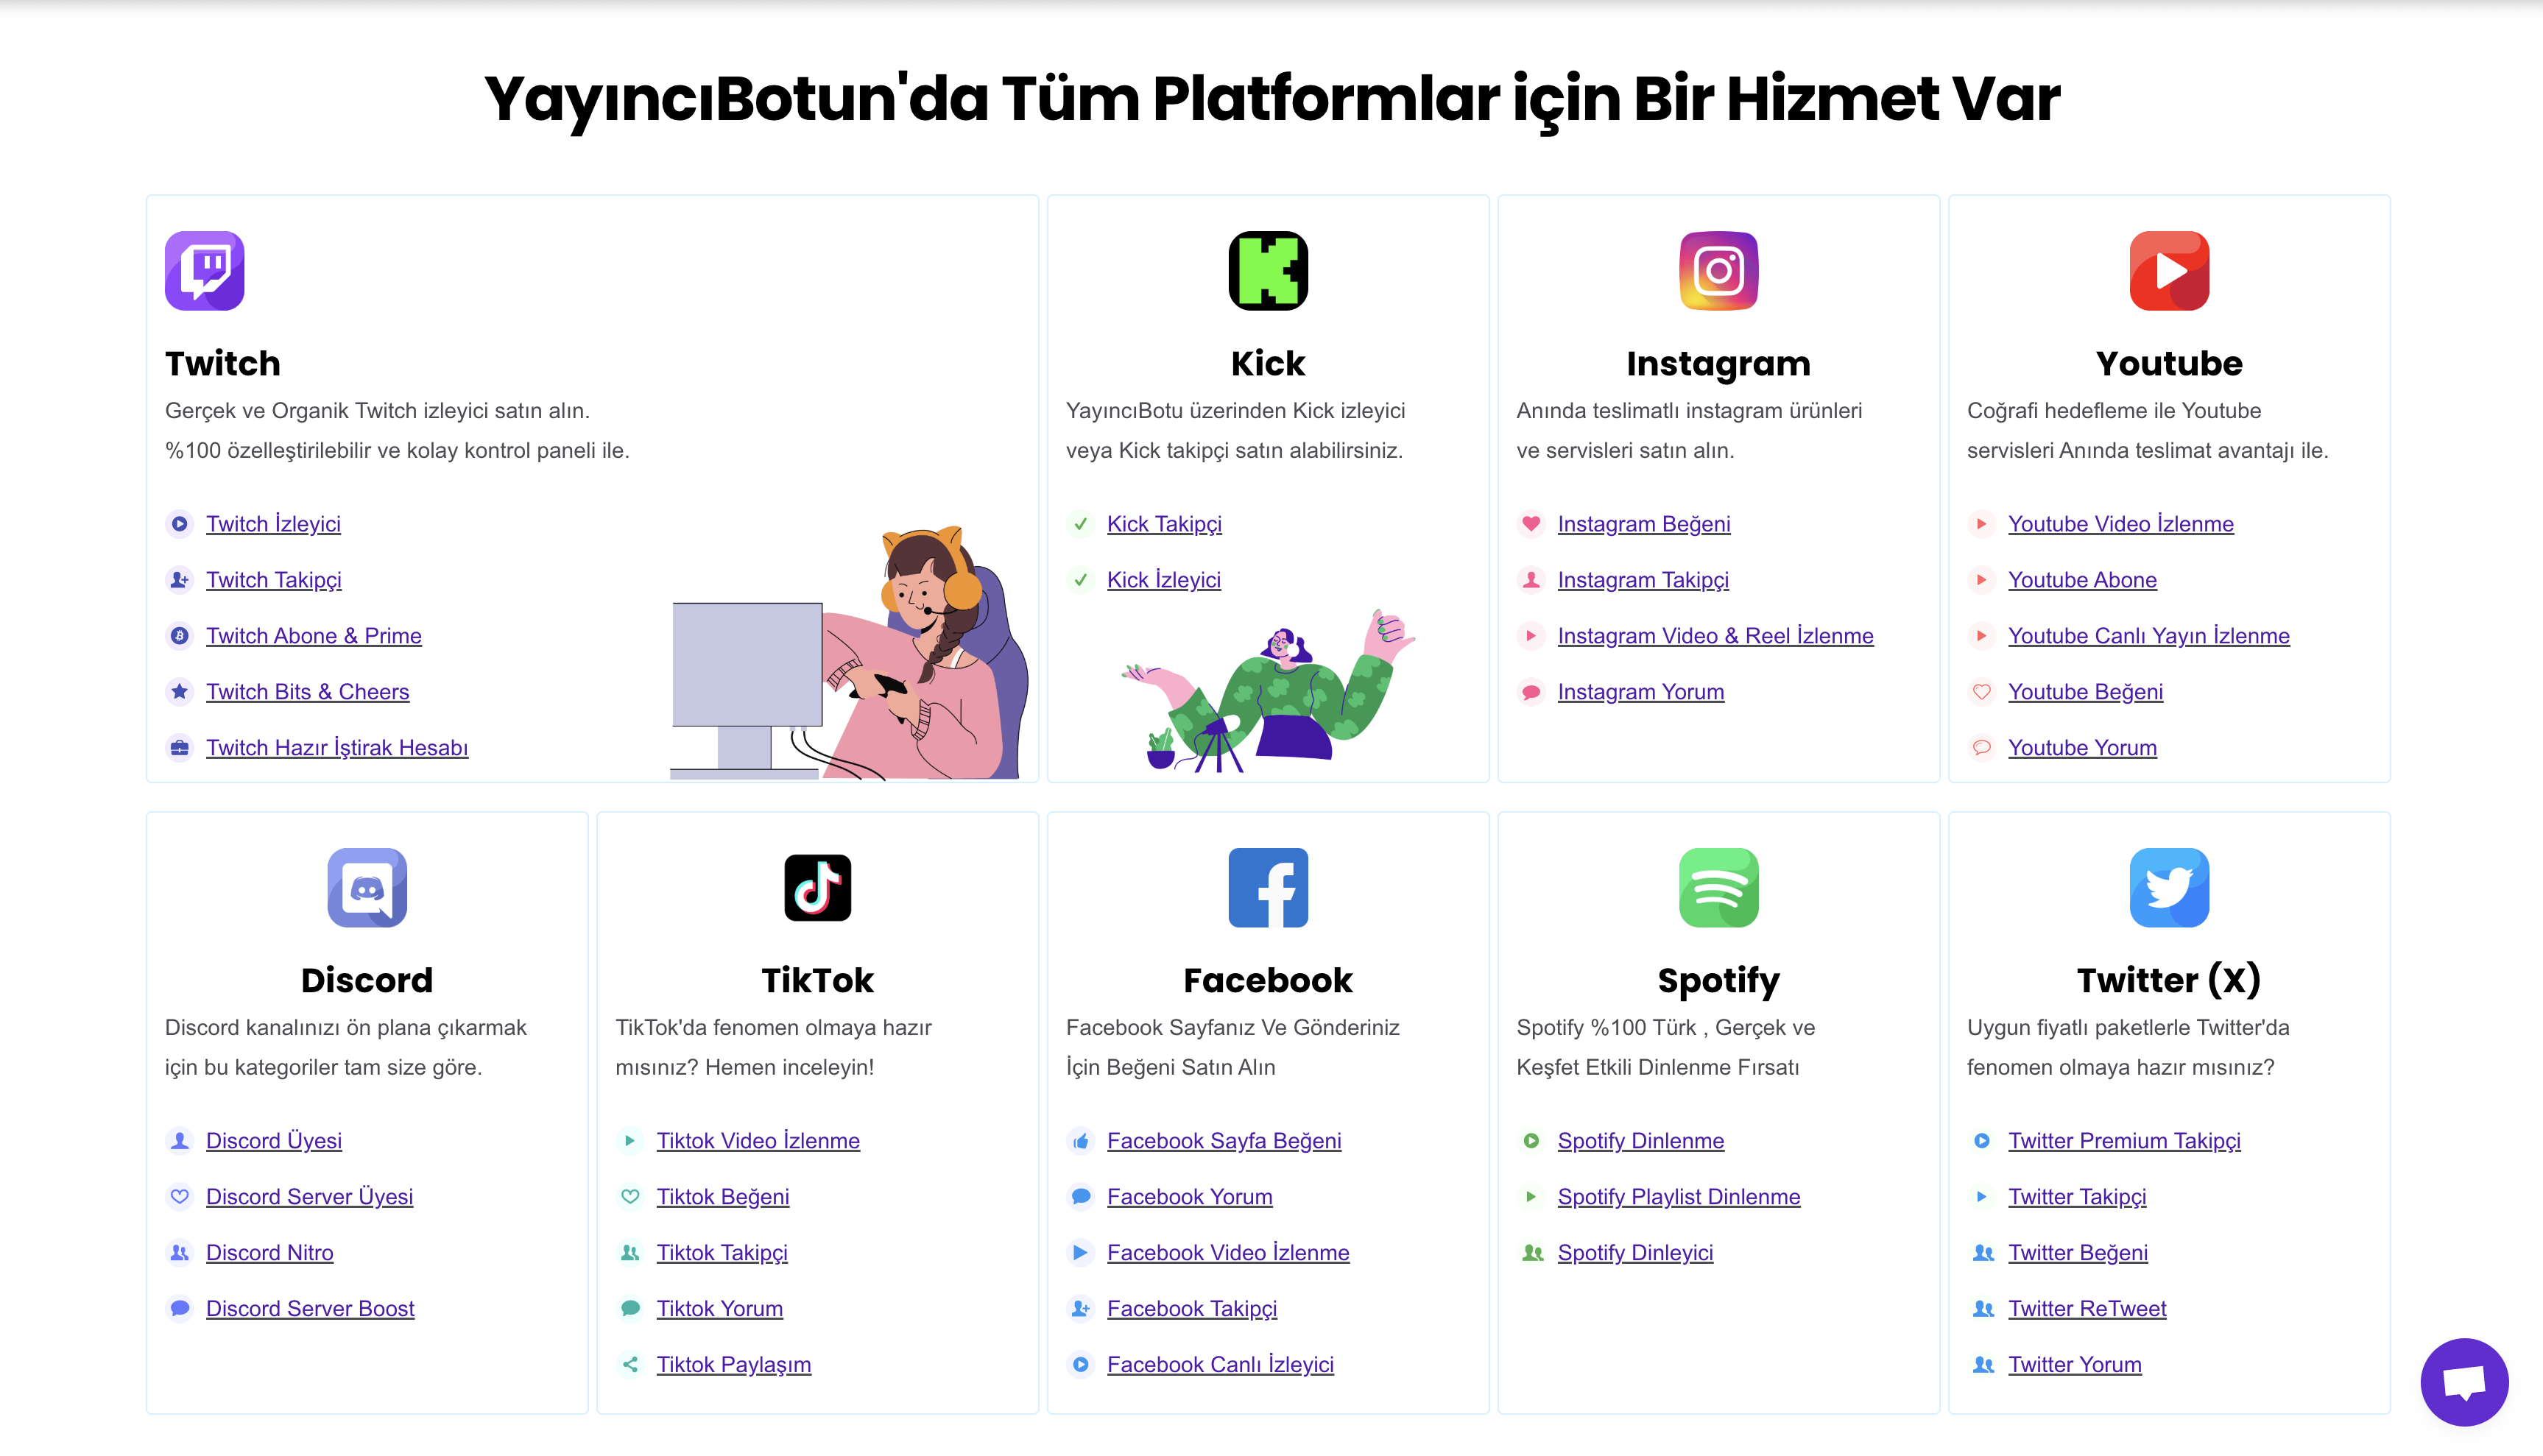 YayıncıBotun'da Tüm Platformlar için Bir Hizmet Var
Twitch
Gerçek ve Organik Twitch izleyici satın alın.
%100 özelleştirilebilir ve kolay kontrol paneli ile.
Twitch İzleyici
Twitch Takipçi
Twitch Abone & Prime
Twitch Bits & Cheers
Twitch Hazır İştirak Hesabı
Kick
YayıncıBotu üzerinden Kick izleyici
veya Kick takipçi satın alabilirsiniz.
Kick Takipçi
Kick İzleyici
Instagram
Anında teslimatlı instagram ürünleri
ve servisleri satın alın.
Instagram Beğeni
Instagram Takipçi
Instagram Video & Reel İzlenme
Instagram Yorum
Youtube
Coğrafi hedefleme ile Youtube
servisleri Anında teslimat avantajı ile.
Youtube Video İzlenme
Youtube Abone
Youtube Canlı Yayın İzlenme
Youtube Beğeni
Youtube Yorum
Discord
Discord kanalınızı ön plana çıkarmak
için bu kategoriler tam size göre.
Discord Üyesi
Discord Server Üyesi
Discord Nitro
Discord Server Boost
TikTok
TikTok'da fenomen olmaya hazır
mısınız? Hemen inceleyin!
Tiktok Video İzlenme
Tiktok Beğeni
Tiktok Takipçi
Tiktok Yorum
Tiktok Paylaşım
Facebook
Facebook Sayfanız Ve Gönderiniz
İçin Beğeni Satın Alın
Facebook Sayfa Beğeni
Facebook Yorum
Facebook Video İzlenme
Facebook Takipçi
Facebook Canlı İzleyici
Spotify
Spotify %100 Türk , Gerçek ve
Keşfet Etkili Dinlenme Fırsatı
Spotify Dinlenme
Spotify Playlist Dinlenme
Spotify Dinleyici
Twitter (X)
Uygun fiyatlı paketlerle Twitter'da
fenomen olmaya hazır mısınız?
Twitter Premium Takipçi
Twitter Takipçi
Twitter Beğeni
Twitter ReTweet
Twitter Yorum